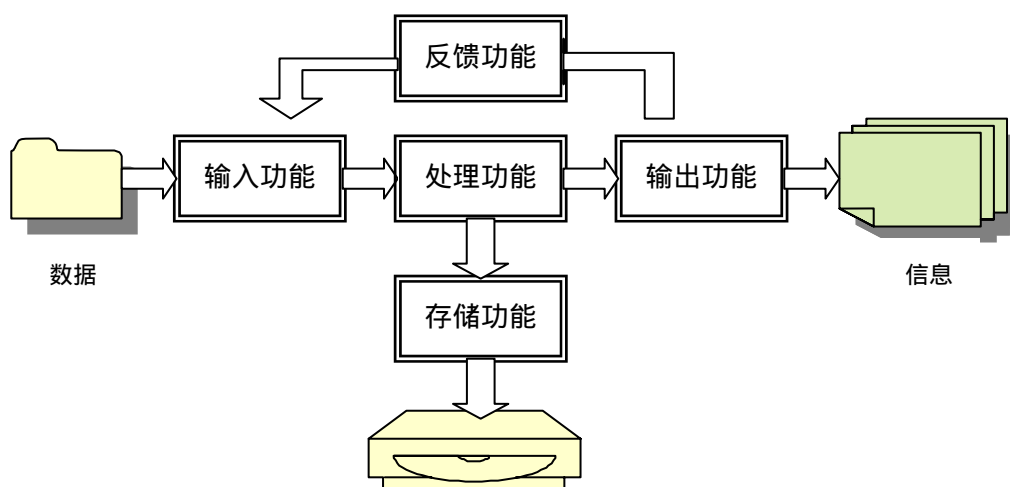 反馈功能
输入功能
处理功能
输出功能
数据
信息
存储功能